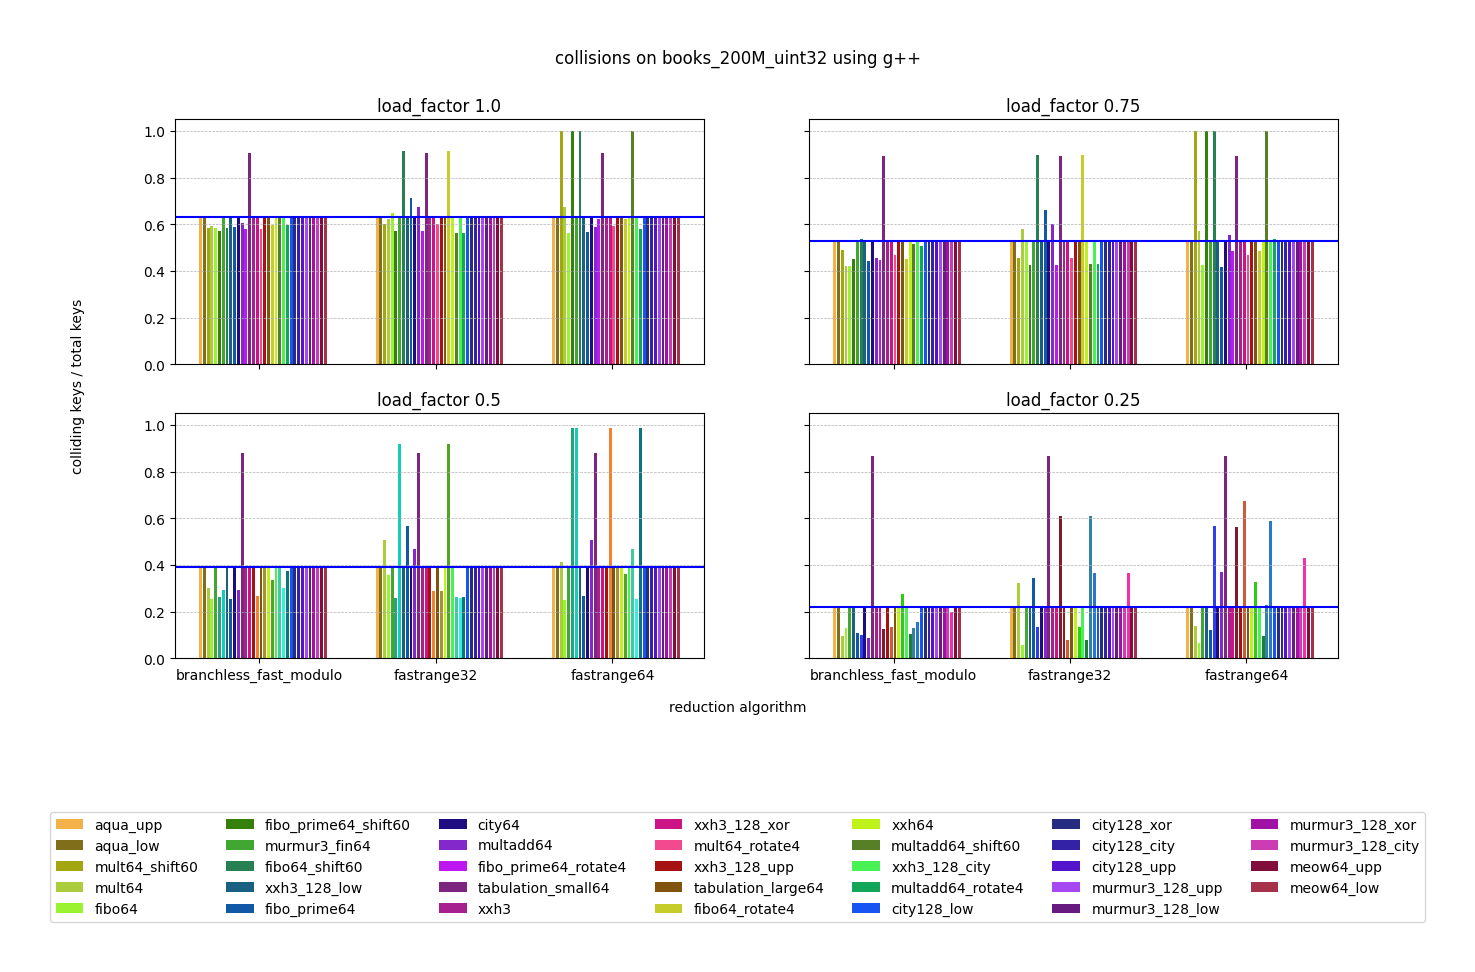 collisions on books_200M_uint32 using g++
load_factor 1.0
load_factor 0.75
1.0
0.8
0.6
0.4
0.2
0.0
load_factor 0.5
load_factor 0.25
1.0
0.8
0.6
0.4
0.2
0.0
colliding keys / total keys
branchless_fast_modulo fastrange32 fastrange64
branchless_fast_modulo fastrange32 fastrange64
reduction algorithm
aqua_upp
aqua_low
mult64_shift60
mult64
fibo64
fibo_prime64_shift60
murmur3_fin64
fibo64_shift60
xxh3_128_low
fibo_prime64
city64
multadd64
fibo_prime64_rotate4
tabulation_small64
xxh3
xxh3_128_xor
mult64_rotate4
xxh3_128_upp
tabulation_large64
fibo64_rotate4
xxh64
multadd64_shift60
xxh3_128_city
multadd64_rotate4
city128_low
city128_xor
city128_city
city128_upp
murmur3_128_upp
murmur3_128_low
murmur3_128_xor
murmur3_128_city
meow64_upp
meow64_low